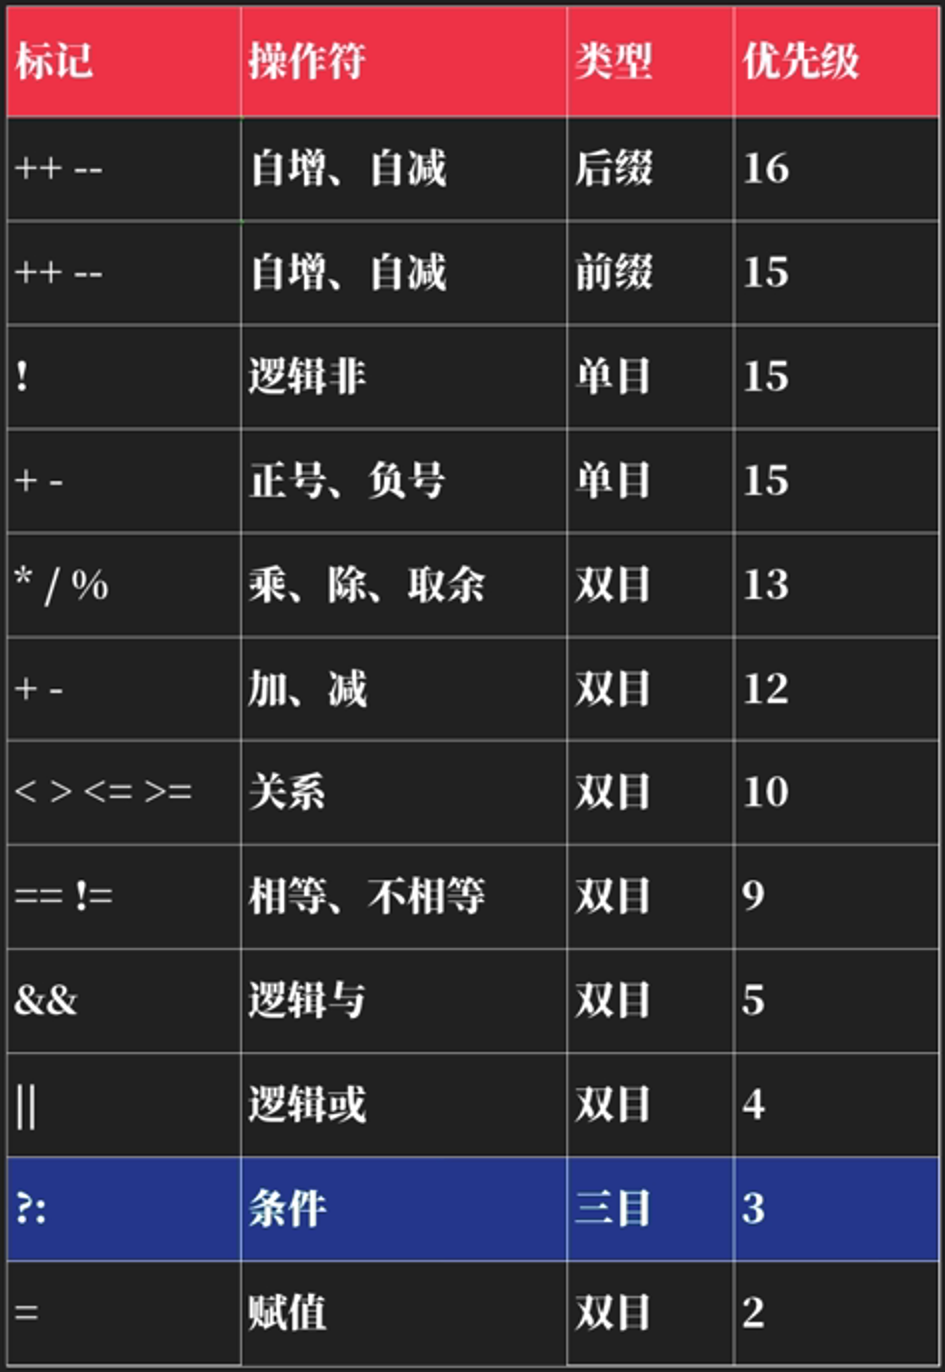 标记 操作符 类型 优先级
++ -- 自增、自减 后缀 16
++ -- 自增、自减 前缀 15
! 逻辑非 单目 15
+ - 正号、负号 单目 15
* / % 乘、除、取余 双目 13
+ - 加、减 双目 12
< > <= >= 关系 双目 10
== != 相等、不相等 双目 9
&& 逻辑与 双目 5
|| 逻辑或 双目 4
?: 条件 三目 3
= 赋值 双目 2